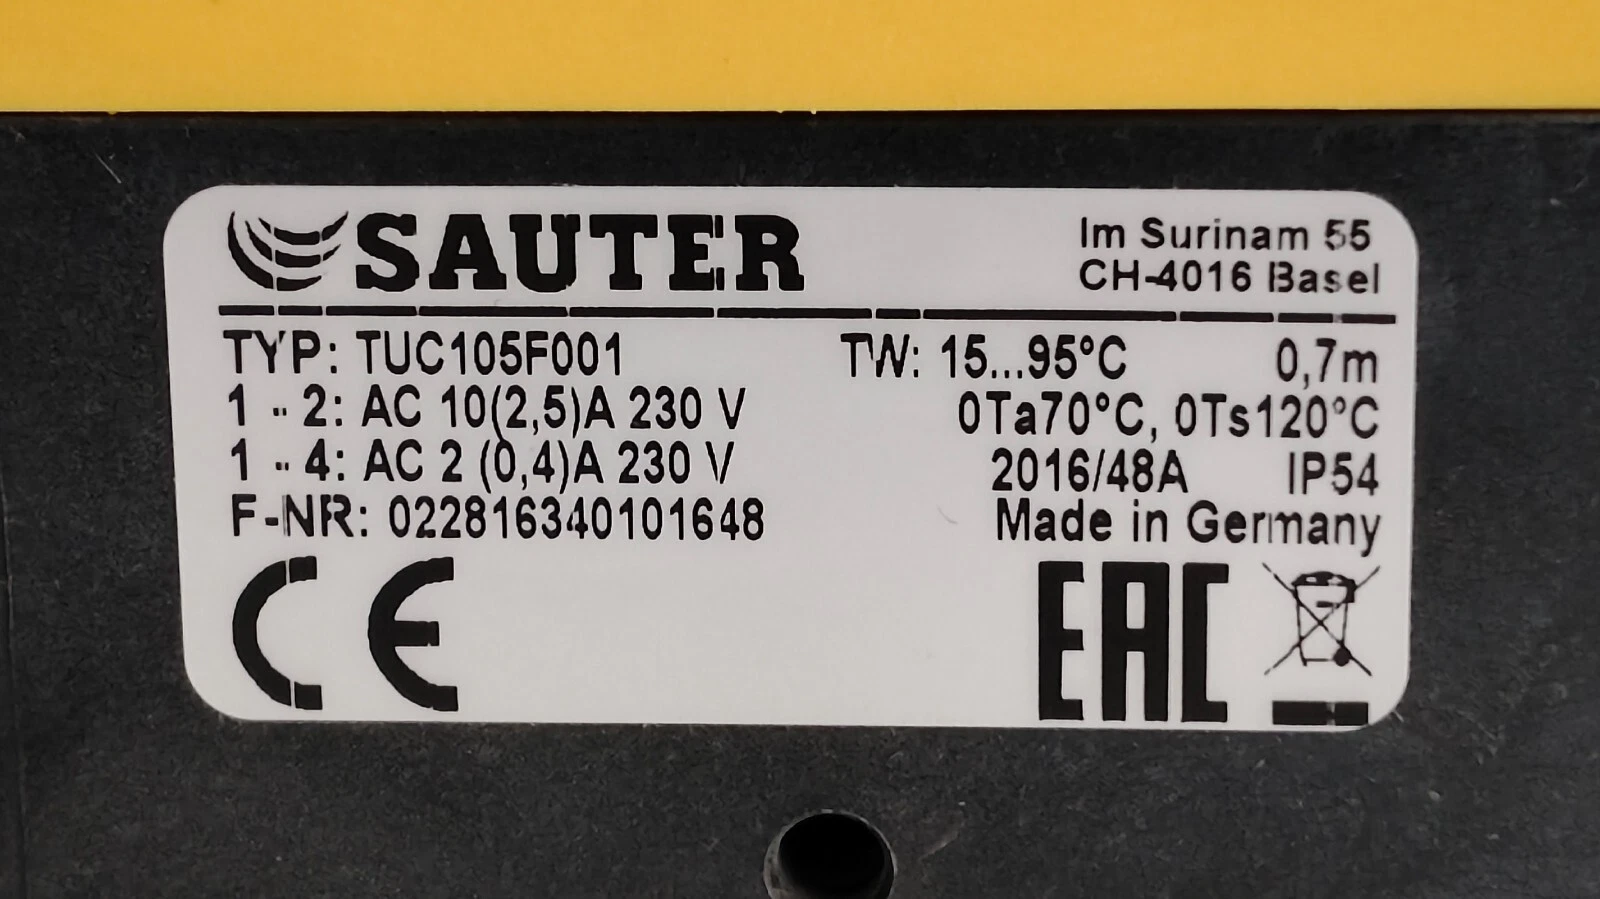 SAUTER
Im Surinam 55
CH-4016 Basel
TYP: TUC105F001 TW: 15...95°C 0,7m
1 -- 2: AC 10(2,5)A 230 V 0Ta70°C, 0Ts120°C
1 -- 4: AC 2 (0,4)A 230 V 2016/48A IP54
F-NR: 022816340101648 Made in Germany
CE EAC